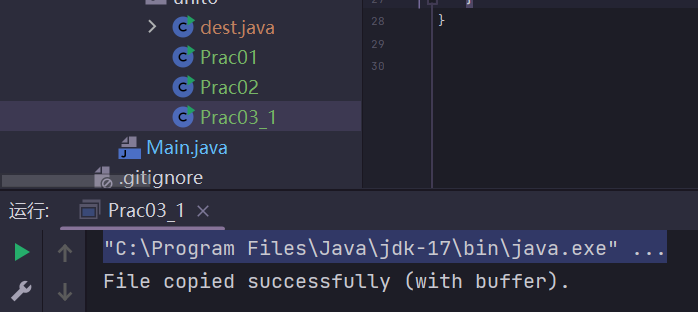 dest.java
Prac01
Prac02
Prac03_1
Main.java
.gitignore
28
}
29
30
运行:
Prac03_1
"C:\Program Files\Java\jdk-17\bin\java.exe" ...
File copied successfully (with buffer).